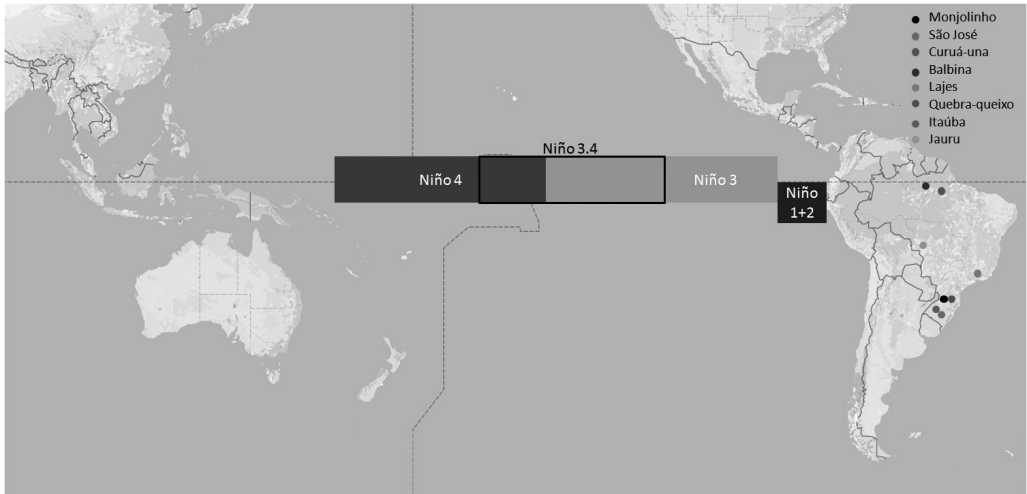 Monjolinho
São José
Curuá-una
Balbina
Lajes
Quebra-queixo
Itaúba
Jauru
Niño 3.4
Niño 4
Niño 3
Niño
1+2